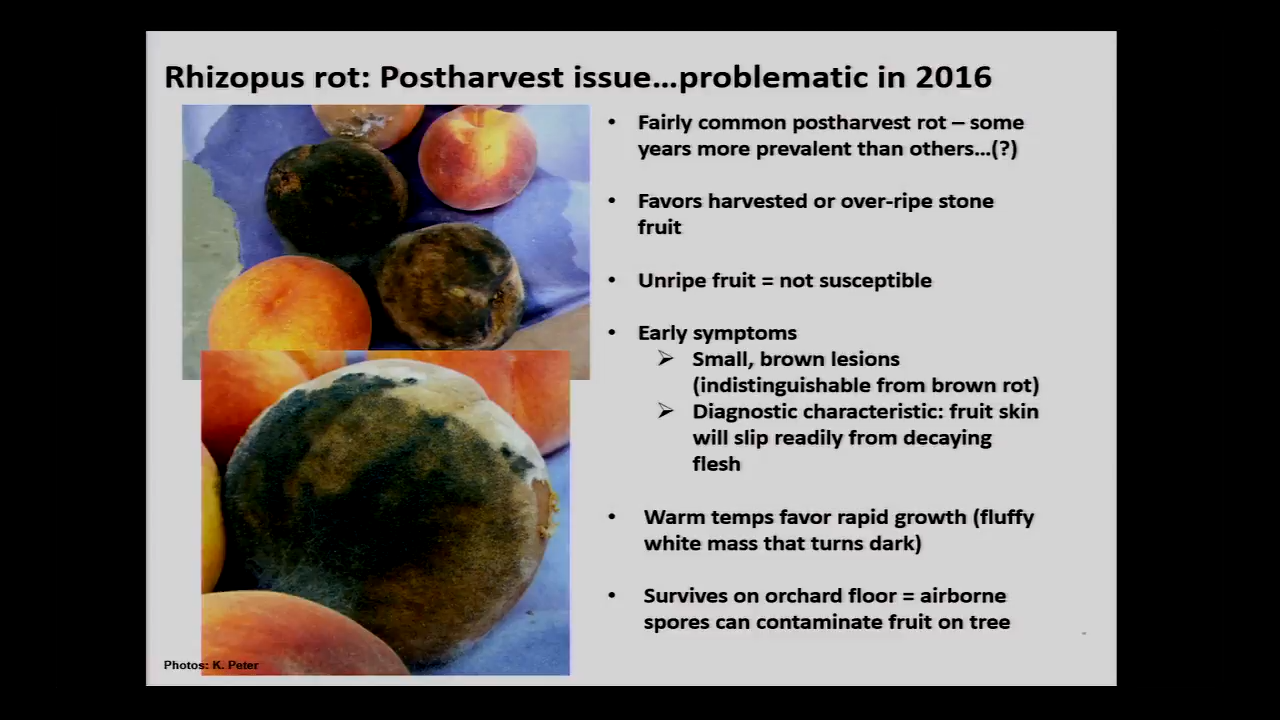 Rhizopus rot: Postharvest issue...problematic in 2016
• Fairly common postharvest rot – some
years more prevalent than others...(?)
• Favors harvested or over-ripe stone
fruit
• Unripe fruit = not susceptible
• Early symptoms
➢ Small, brown lesions
(indistinguishable from brown rot)
➢ Diagnostic characteristic: fruit skin
will slip readily from decaying
flesh
• Warm temps favor rapid growth (fluffy
white mass that turns dark)
• Survives on orchard floor = airborne
spores can contaminate fruit on tree
Photos: K. Peter